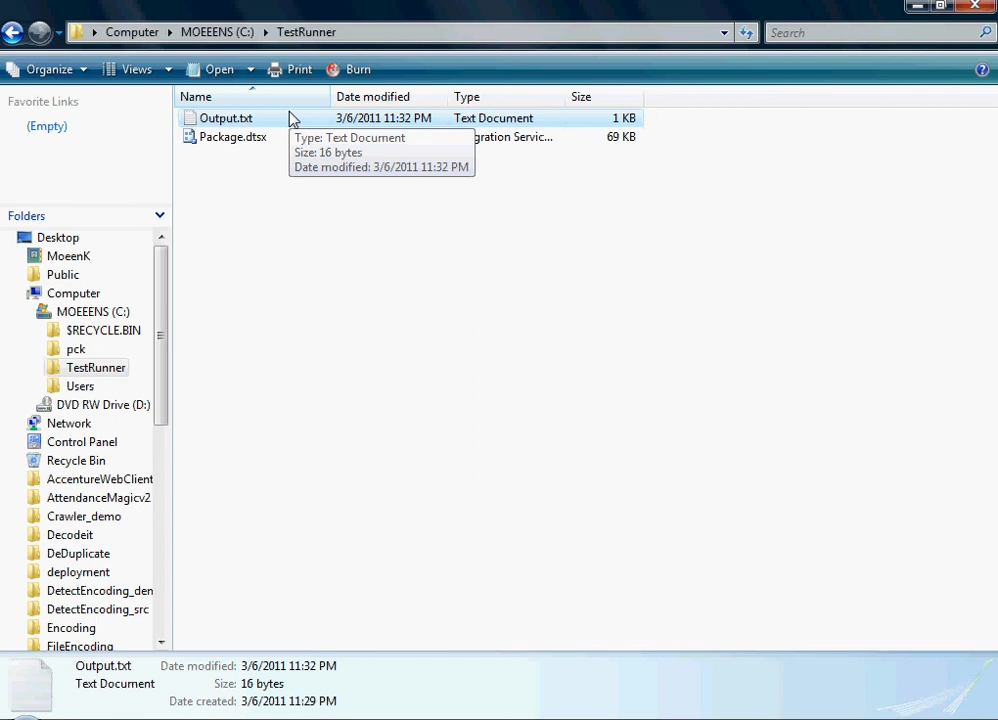 Computer MOEEENS (C:) TestRunner Search
Organize Views Open Print Burn
Favorite Links
(Empty)
Folders
Desktop
MoeenK
Public
Computer
MOEEENS (C:)
$RECYCLE.BIN
pck
TestRunner
Users
DVD RW Drive (D:)
Network
Control Panel
Recycle Bin
AccentureWebClient
AttendanceMagicv2
Crawler_demo
Decodeit
DeDuplicate
deployment
DetectEncoding_den
DetectEncoding_src
Encoding
FileEncoding
Name Date modified Type Size
Output.txt 3/6/2011 11:32 PM Text Document 1 KB
Package.dtsx gration Servic... 69 KB
Type: Text Document
Size: 16 bytes
Date modified: 3/6/2011 11:32 PM
Output.txt Date modified: 3/6/2011 11:32 PM
Text Document Size: 16 bytes
Date created: 3/6/2011 11:29 PM